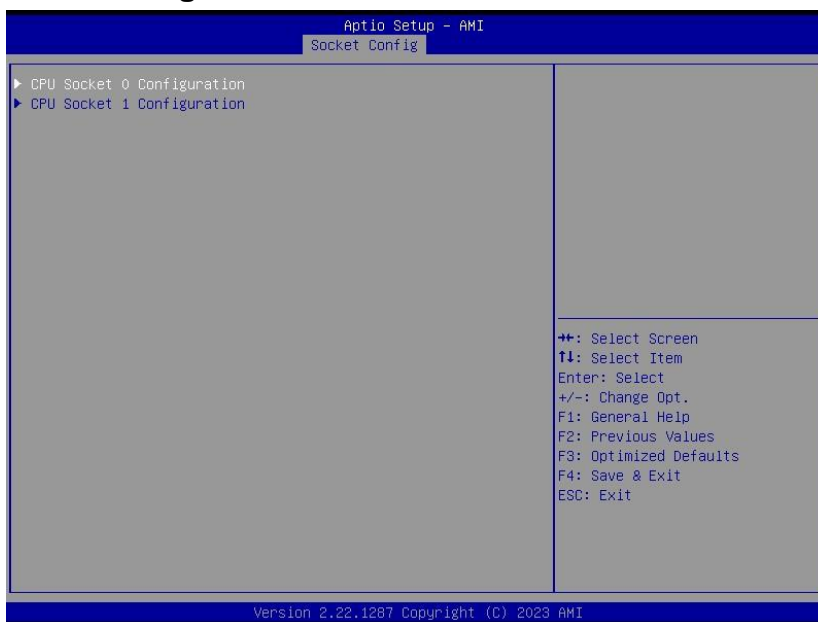 Aptio Setup - AMI
Socket Config
▶ CPU Socket 0 Configuration
▶ CPU Socket 1 Configuration
→←: Select Screen
↑↓: Select Item
Enter: Select
+/-: Change Opt.
F1: General Help
F2: Previous Values
F3: Optimized Defaults
F4: Save & Exit
ESC: Exit
Version 2.22.1287 Copyright (C) 2023 AMI